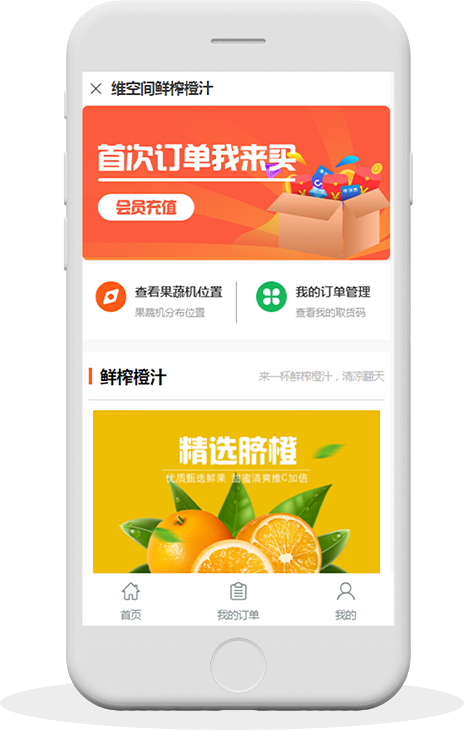 维空间鲜榨橙汁
首次订单我来买
会员充值
查看果蔬机位置
果蔬机分布位置
我的订单管理
查看我的取货码
鲜榨橙汁
来一杯鲜榨橙汁，清凉翻天
精选脐橙
优质甄选鲜果 甜蜜清爽维C加倍
首页
我的订单
我的